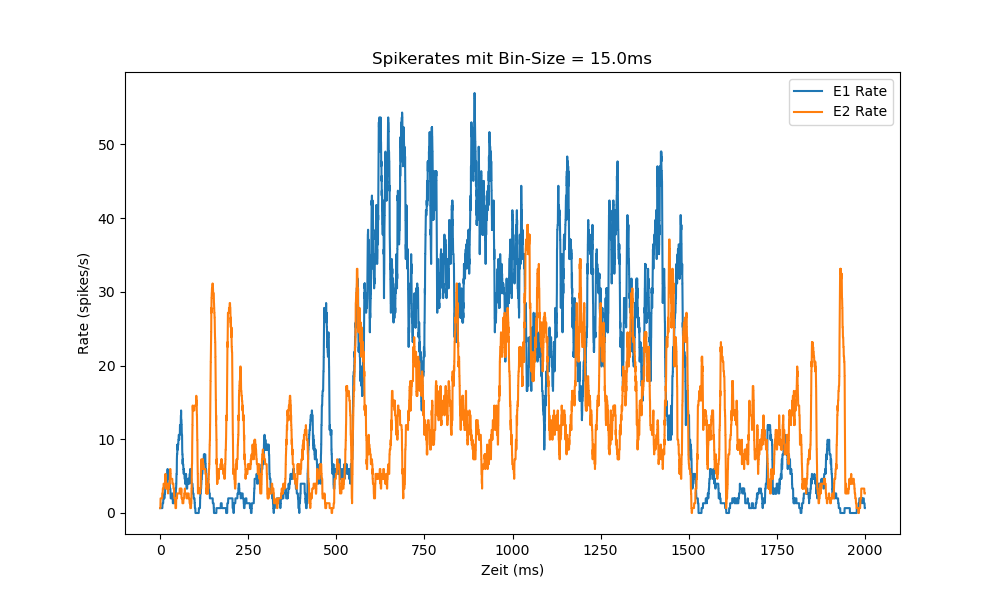 Spikerates mit Bin-Size = 15.0ms
E1 Rate
E2 Rate
50
40
30
20
10
0
Rate (spikes/s)
0 250 500 750 1000 1250 1500 1750 2000
Zeit (ms)